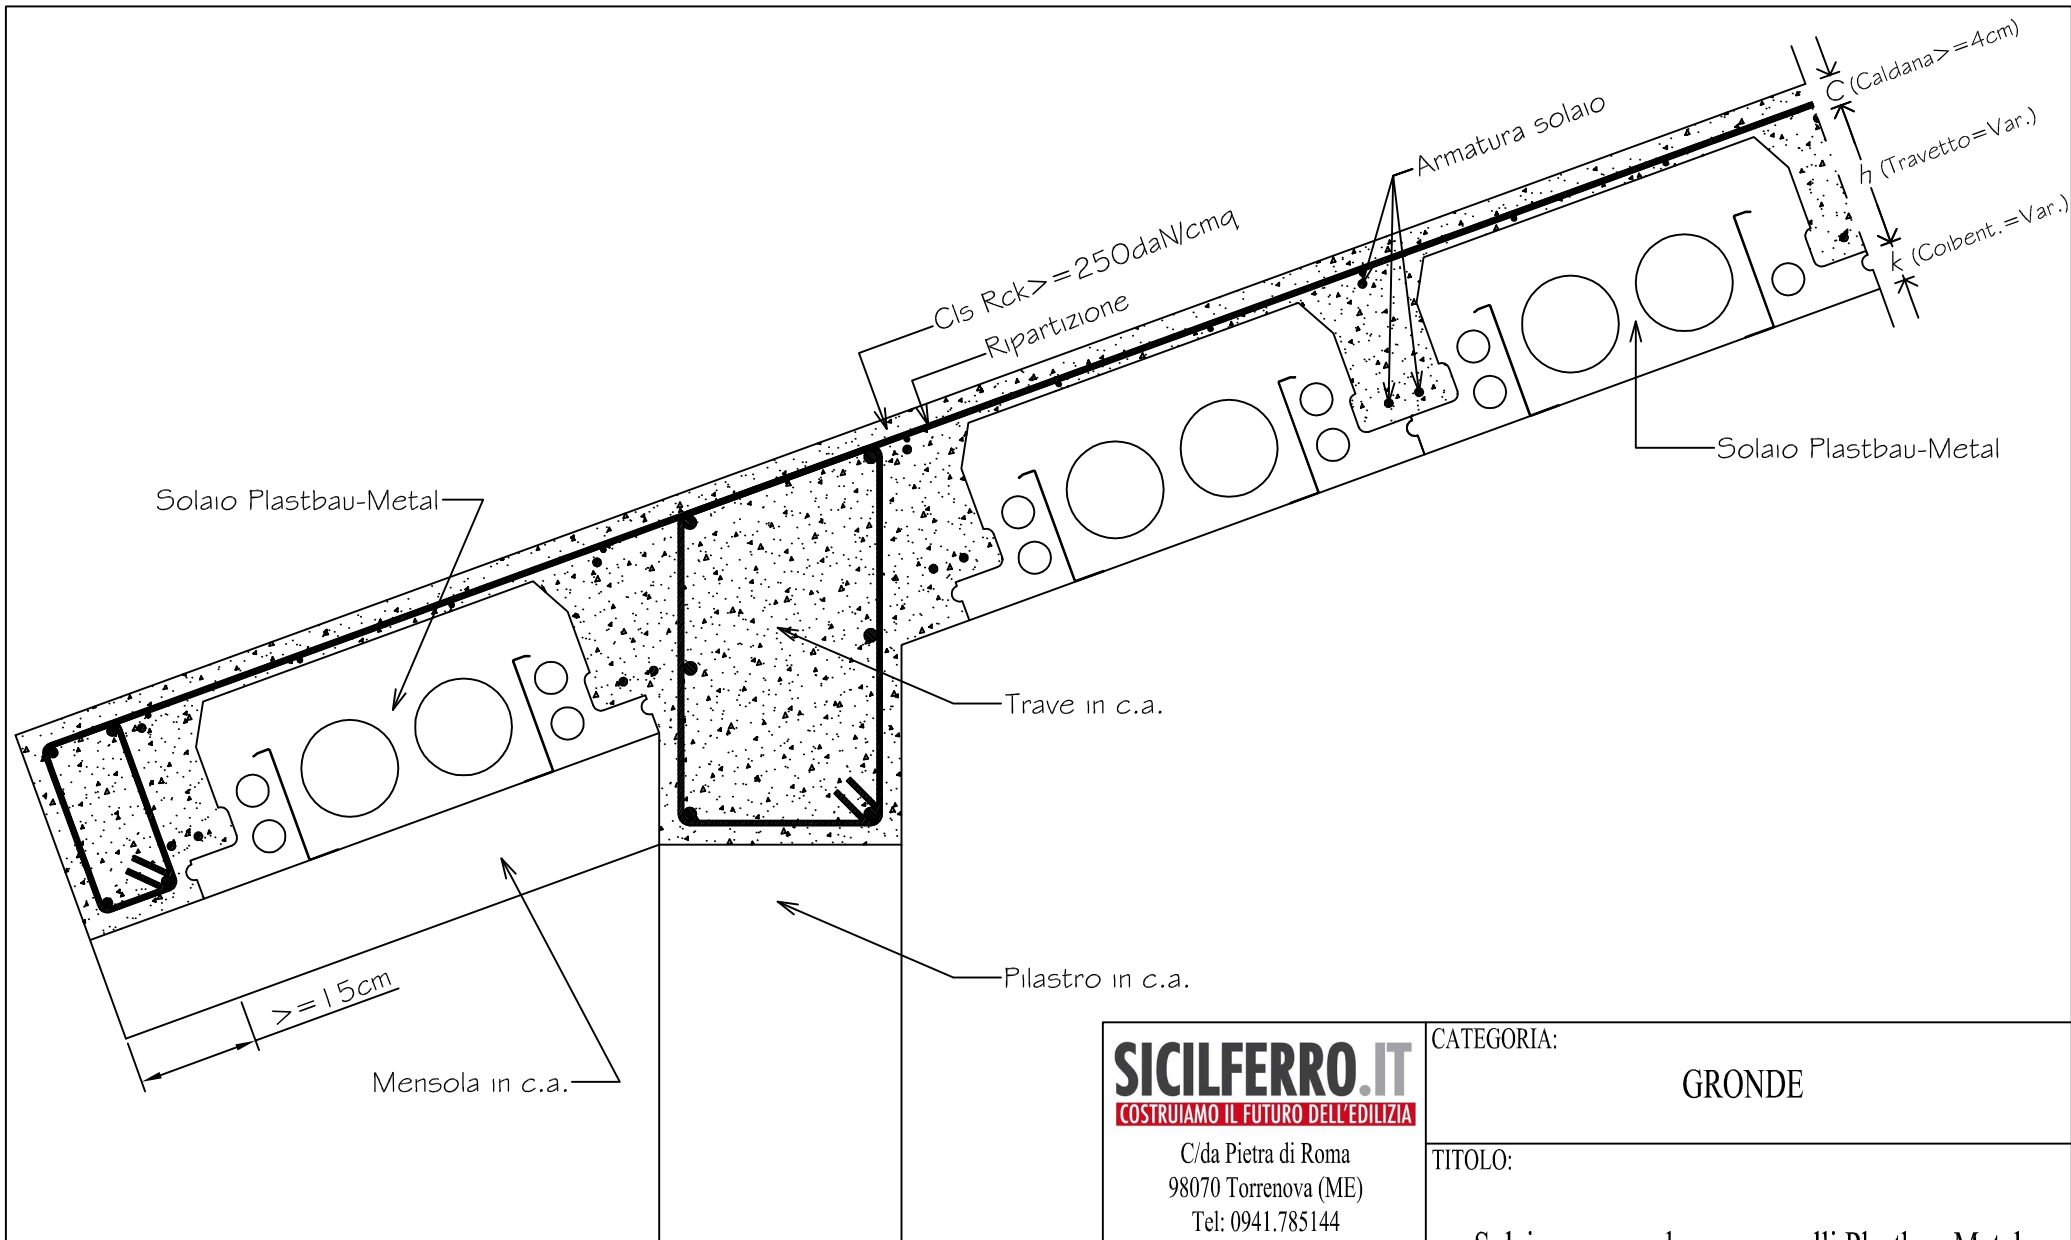 C (Caldana>=4cm)
h (Travetto=Var.)
k (Coibent.=Var.)
Armatura solaio
Cls Rck>=250daN/cmq
Ripartizione
Solaio Plastbau-Metal
Solaio Plastbau-Metal
Trave in c.a.
Pilastro in c.a.
>=15cm
Mensola in c.a.
SICILFERRO.IT
COSTRUIAMO IL FUTURO DELL'EDILIZIA
C/da Pietra di Roma
98070 Torrenova (ME)
Tel: 0941.785144
CATEGORIA:
GRONDE
TITOLO: